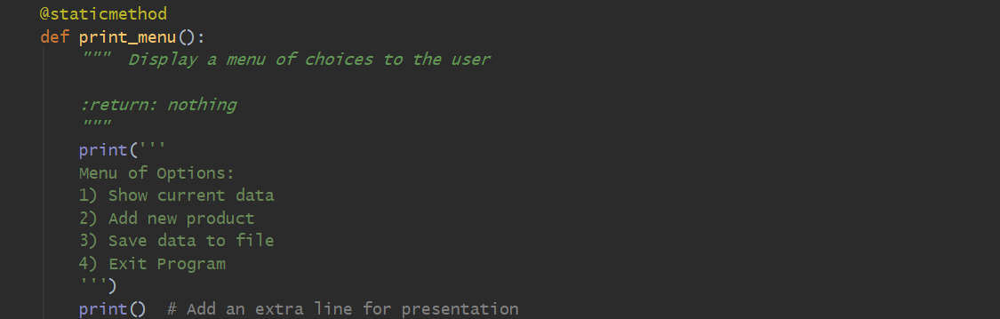 @staticmethod
def print_menu():
""" Display a menu of choices to the user
:return: nothing
"""
print('''
Menu of Options:
1) Show current data
2) Add new product
3) Save data to file
4) Exit Program
''')
print() # Add an extra line for presentation